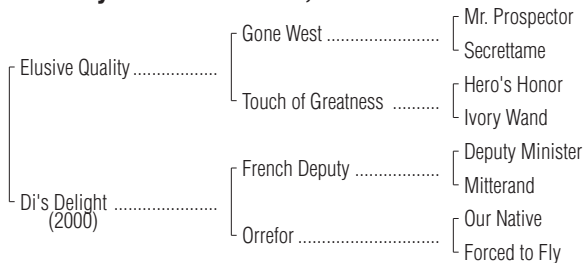 Mr. Prospector
Gone West ........................
Secrettame
Elusive Quality ..................
Hero's Honor
Touch of Greatness ..........
Ivory Wand
Deputy Minister
French Deputy ..................
Mitterand
Di's Delight ......................
(2000)
Our Native
Orrefor ..............................
Forced to Fly